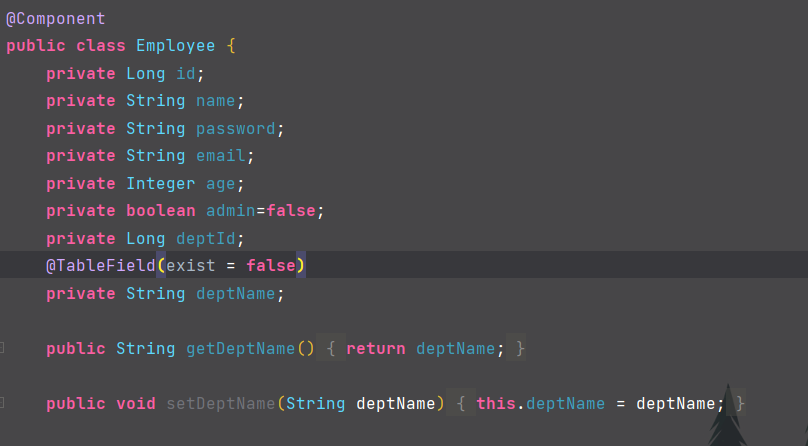 @Component
public class Employee {
    private Long id;
    private String name;
    private String password;
    private String email;
    private Integer age;
    private boolean admin=false;
    private Long deptId;
    @TableField(exist = false)
    private String deptName;
    public String getDeptName() { return deptName; }
    public void setDeptName(String deptName) { this.deptName = deptName; }